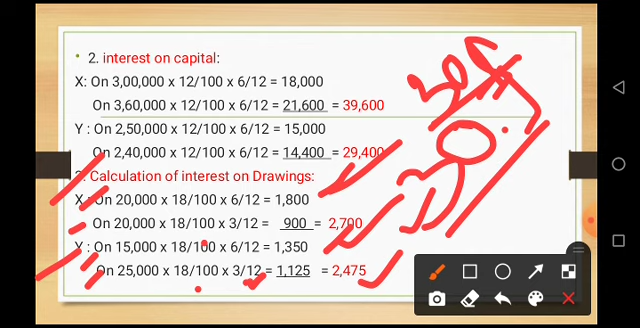 2. interest on capital:
X: On 3,00,000 x 12/100 x 6/12 = 18,000
On 3,60,000 x 12/100 x 6/12 = 21,600 = 39,600
Y : On 2,50,000 x 12/100 x 6/12 = 15,000
On 2,40,000 x 12/100 x 6/12 = 14,400 = 29,400
3. Calculation of interest on Drawings:
X : On 20,000 x 18/100 x 6/12 = 1,800
On 20,000 x 18/100 x 3/12 = 900 = 2,700
Y : On 15,000 x 18/100 x 6/12 = 1,350
On 25,000 x 18/100 x 3/12 = 1,125 = 2,475